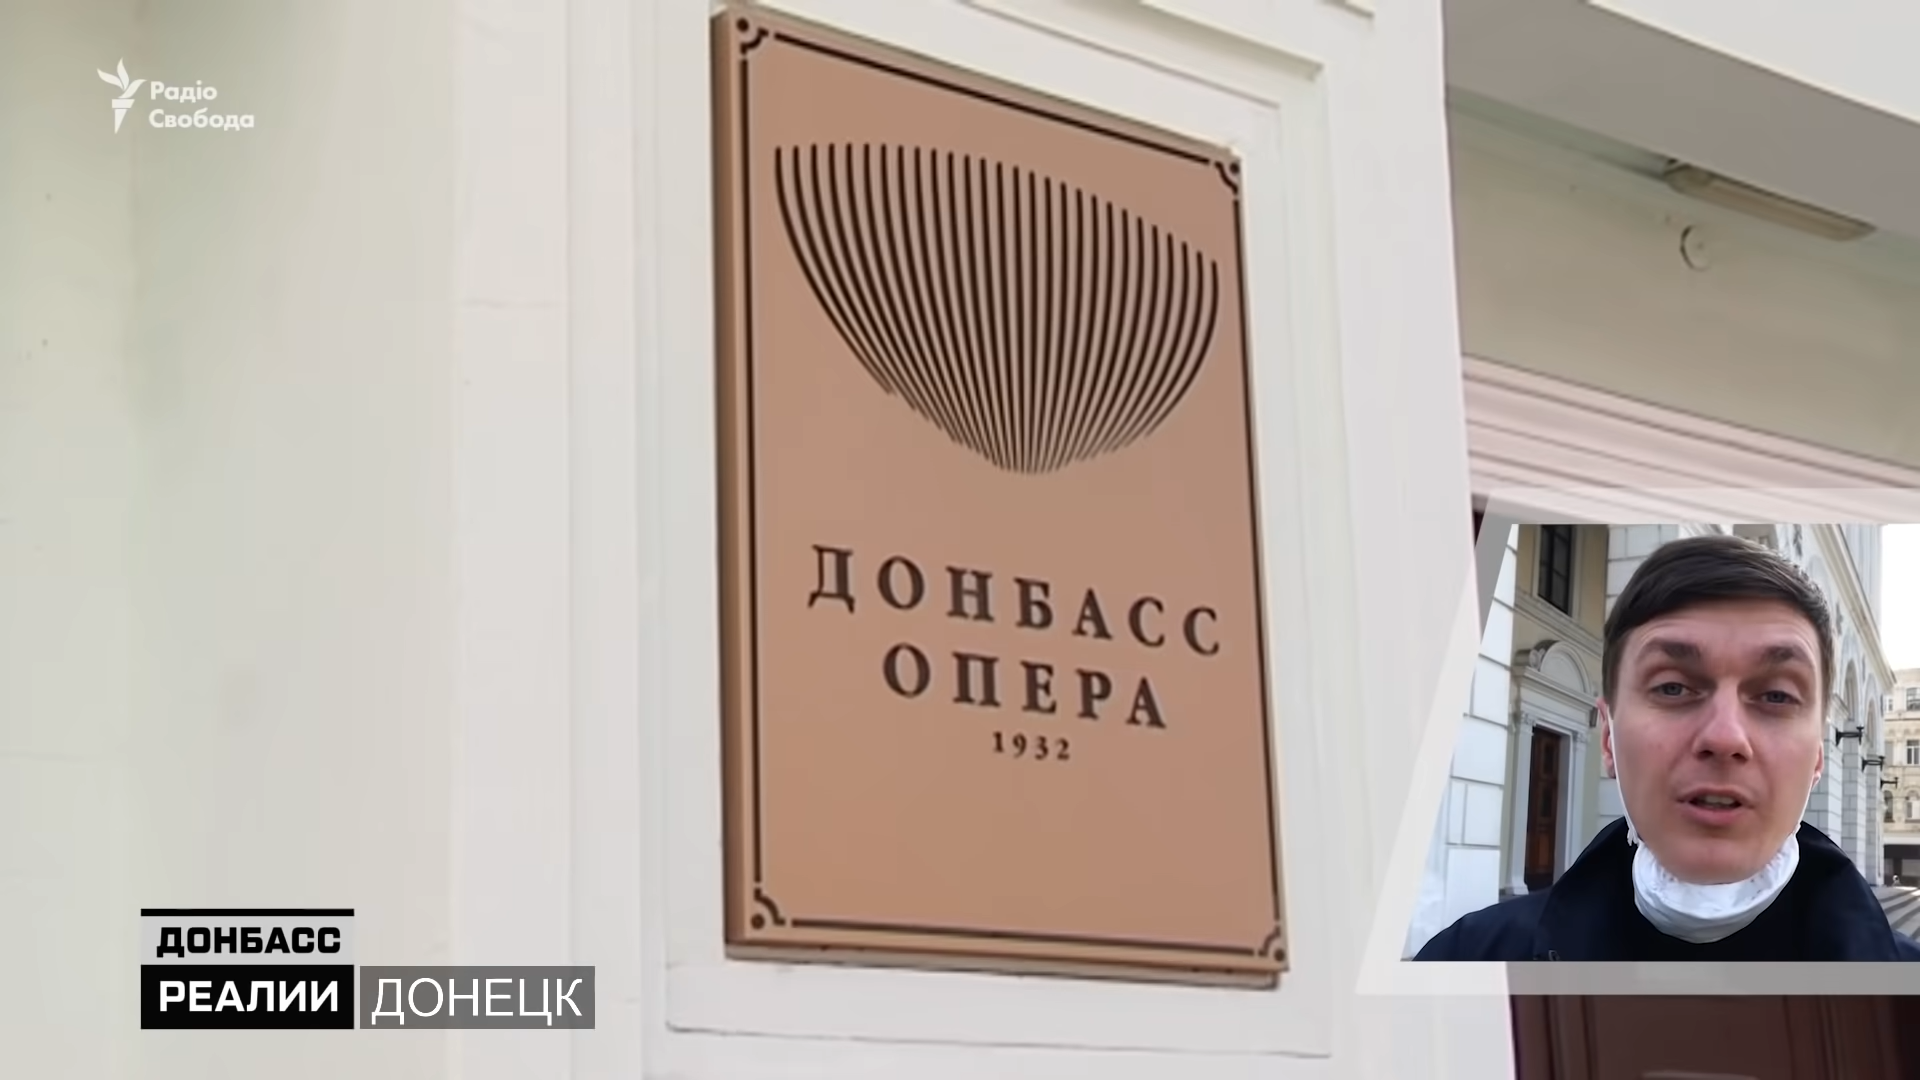 Радіо
Свобода
ДОНБАСС
ОПЕРА
1932
ДОНБАСС
РЕАЛИИ
ДОНЕЦК